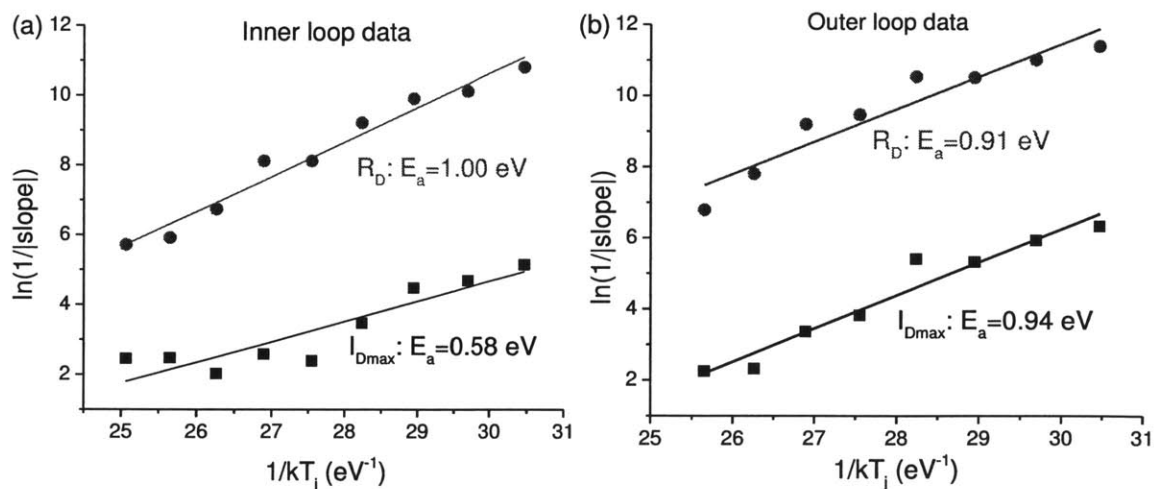 (a)
Inner loop data
12
10
8
6
4
2
ln(1/|slope|)
R_D: E_a=1.00 eV
I_Dmax: E_a=0.58 eV
25 26 27 28 29 30 31
1/kT_j (eV⁻¹)
(b)
Outer loop data
12
10
8
6
4
2
ln(1/|slope|)
R_D: E_a=0.91 eV
I_Dmax: E_a=0.94 eV
25 26 27 28 29 30 31
1/kT_j (eV⁻¹)